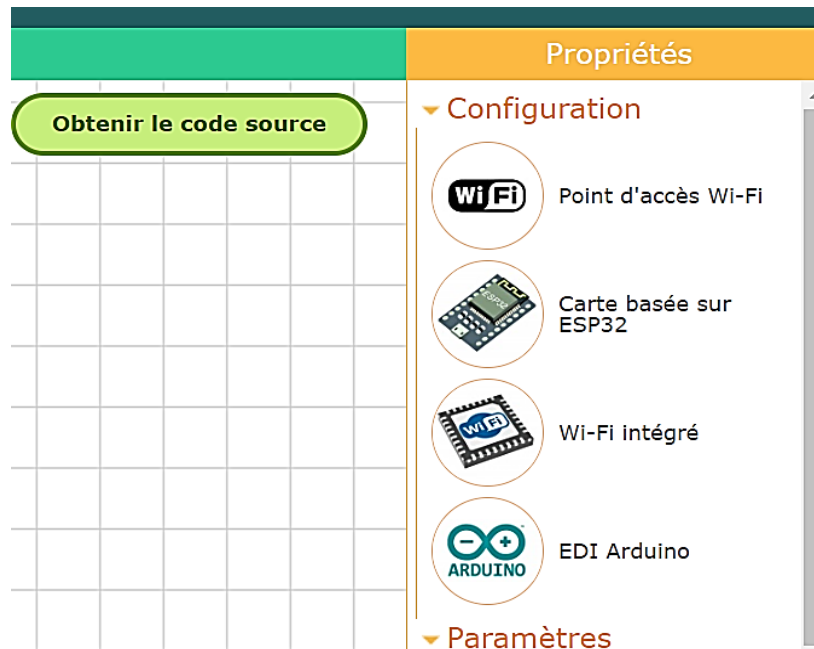 Propriétés
Obtenir le code source
Configuration
WiFi
Point d'accès Wi-Fi
ESP32
Carte basée sur
ESP32
WiFi
Wi-Fi intégré
ARDUINO
EDI Arduino
Paramètres